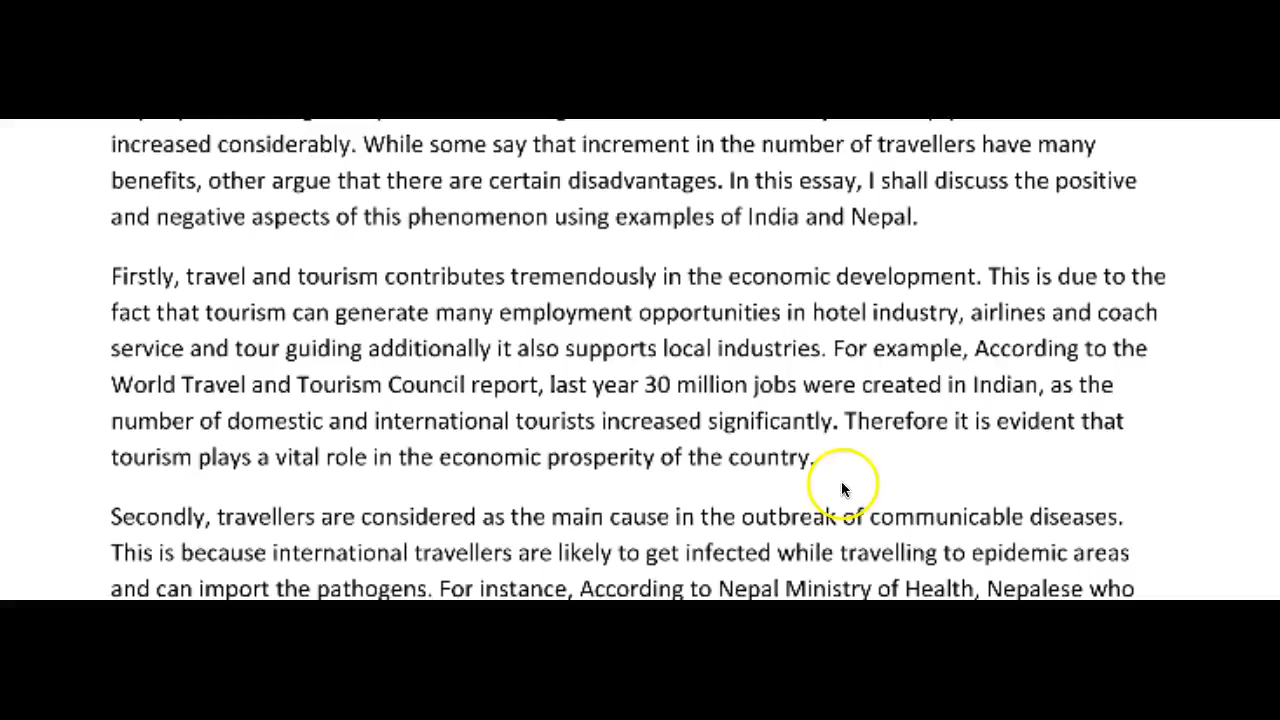 increased considerably. While some say that increment in the number of travellers have many
benefits, other argue that there are certain disadvantages. In this essay, I shall discuss the positive
and negative aspects of this phenomenon using examples of India and Nepal.
Firstly, travel and tourism contributes tremendously in the economic development. This is due to the
fact that tourism can generate many employment opportunities in hotel industry, airlines and coach
service and tour guiding additionally it also supports local industries. For example, According to the
World Travel and Tourism Council report, last year 30 million jobs were created in Indian, as the
number of domestic and international tourists increased significantly. Therefore it is evident that
tourism plays a vital role in the economic prosperity of the country.
Secondly, travellers are considered as the main cause in the outbreak of communicable diseases.
This is because international travellers are likely to get infected while travelling to epidemic areas
and can import the pathogens. For instance, According to Nepal Ministry of Health, Nepalese who